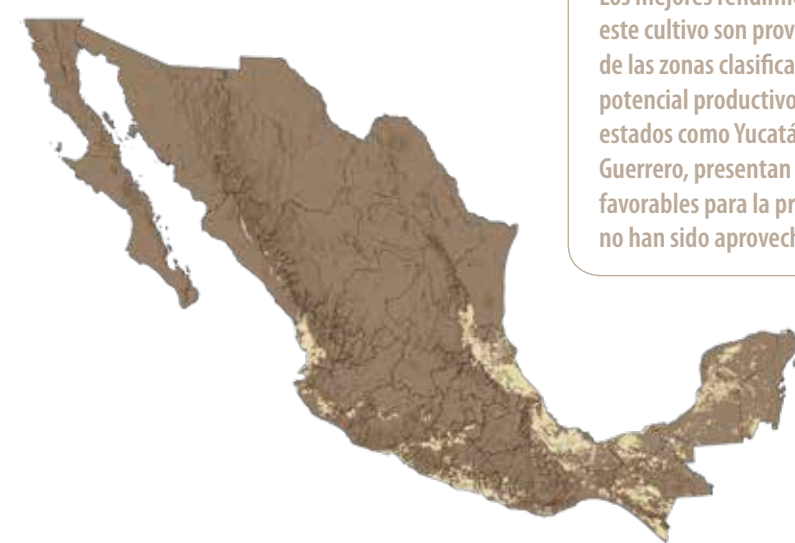 Los mejores rendimie
este cultivo son prov
de las zonas clasifica
potencial productivo
estados como Yucatá
Guerrero, presentan
favorables para la pr
no han sido aprovech